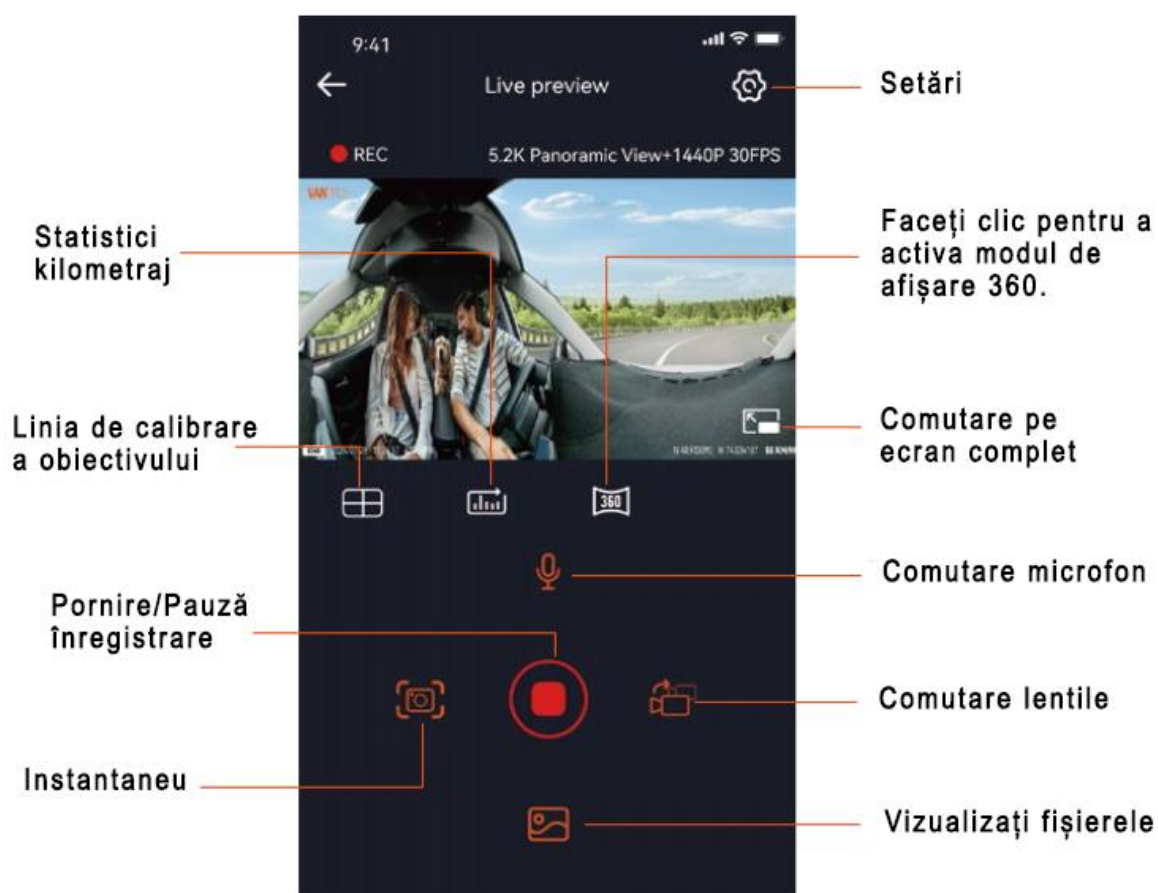 9:41
Live preview
Setări
REC
5.2K Panoramic View+1440P 30FPS
VAN
Statistici
kilometraj
Faceți clic pentru a
activa modul de
afișare 360.
Linia de calibrare
a obiectivului
Comutare pe
ecran complet
360
Comutare microfon
Pornire/Pauză
înregistrare
Comutare lentile
Instantaneu
Vizualizați fișierele